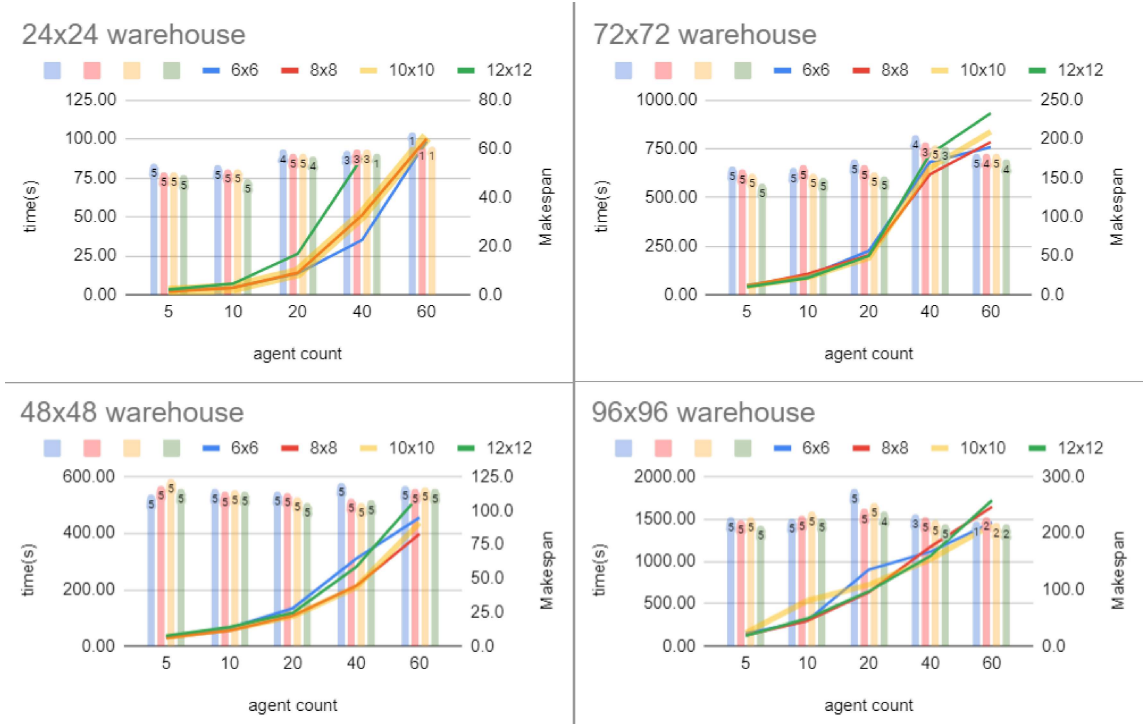 24x24 warehouse
6x6 8x8 10x10 12x12
125.00 80.0
100.00 60.0
75.00 40.0
50.00 20.0
25.00
0.00 0.0
time(s)
Makespan
5 5 5 5 5 5 5 5 4 5 5 4 3 3 3 1 1 1 1
5 10 20 40 60
agent count
72x72 warehouse
6x6 8x8 10x10 12x12
1000.00 250.0
750.00 200.0
500.00 150.0
250.00 100.0
0.00 50.0
0.0
time(s)
Makespan
5 5 5 5 5 5 5 5 5 5 5 5 4 3 5 3 5 4 5 4
5 10 20 40 60
agent count
48x48 warehouse
6x6 8x8 10x10 12x12
600.00 125.0
400.00 100.0
200.00 75.0
0.00 50.0
25.0
0.0
time(s)
Makespan
5 5 5 5 5 5 5 5 5 5 5 5 5 5 5 5 5 5 5 5
5 10 20 40 60
agent count
96x96 warehouse
6x6 8x8 10x10 12x12
2000.00 300.0
1500.00 200.0
1000.00 100.0
500.00 0.0
0.00
time(s)
Makespan
5 5 5 5 5 5 5 5 5 5 5 4 3 5 5 5 1 2 2 2
5 10 20 40 60
agent count